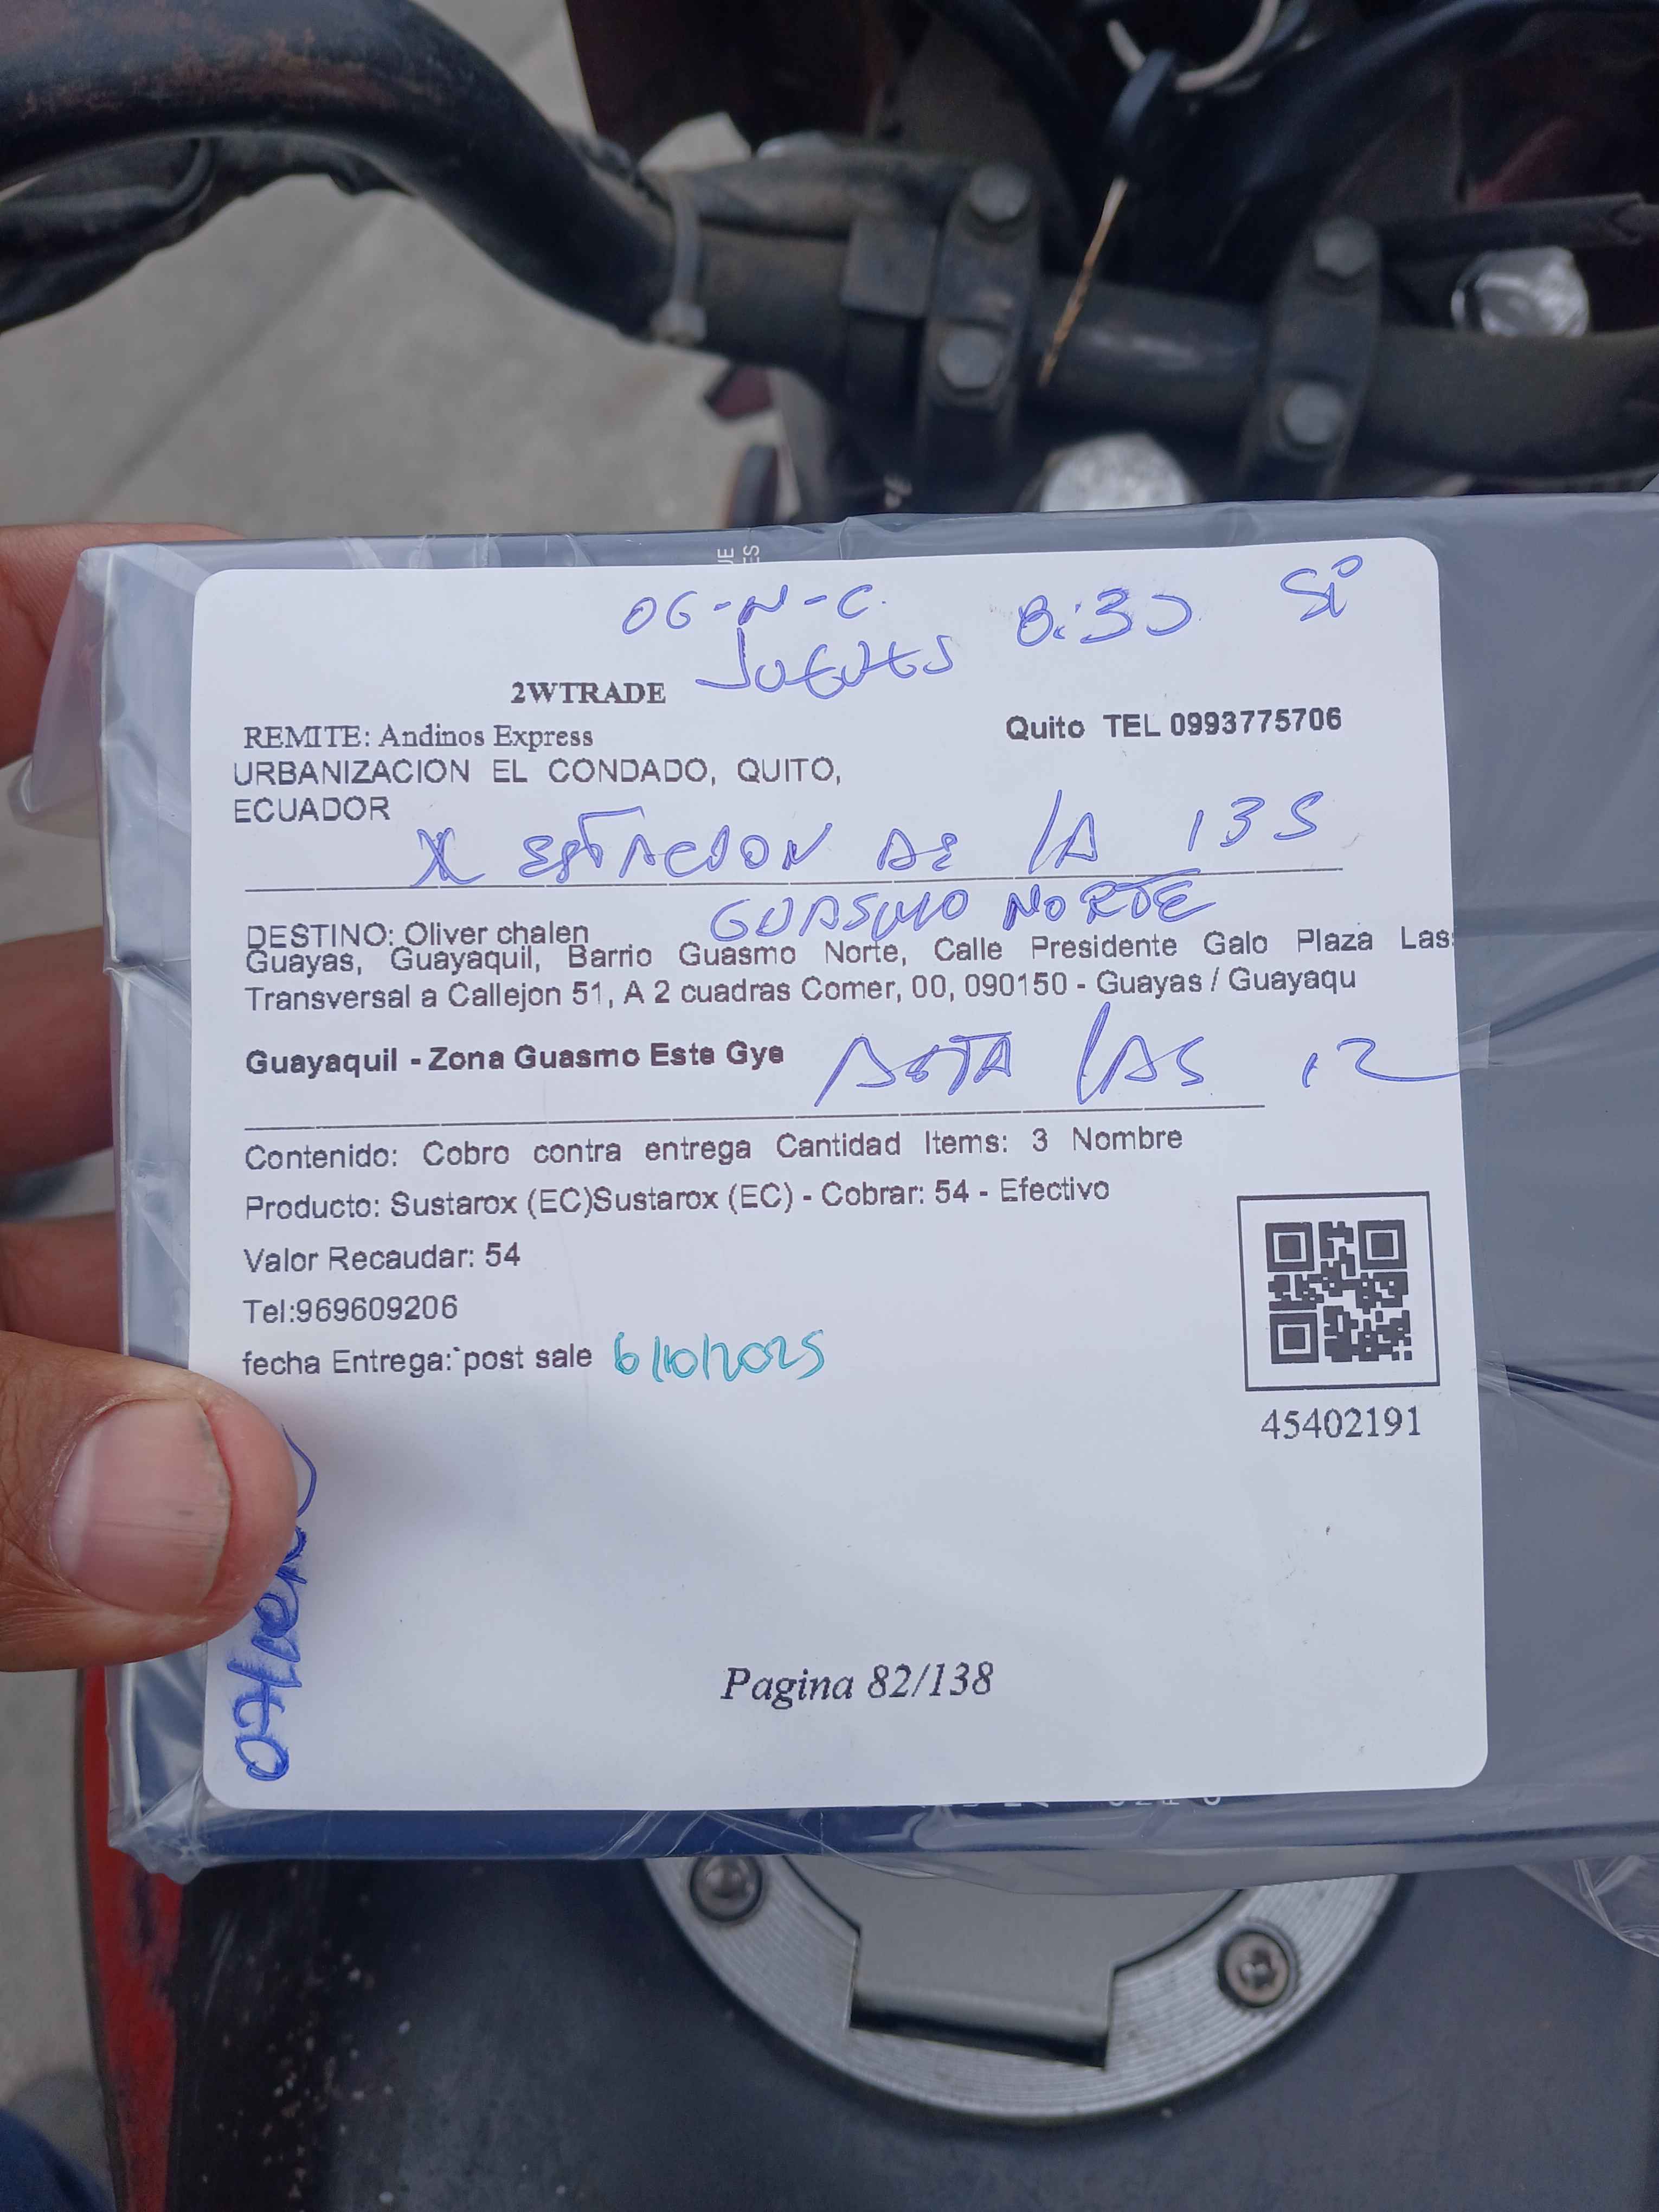 06-N-C.
JUEVES 8:30 Si
2WTRADE
REMITE: Andinos Express
Quito TEL 0993775706
URBANIZACION EL CONDADO, QUITO,
ECUADOR
X ESTACION DE LA 135
GUASMO NORTE
DESTINO: Oliver chalen
Guayas, Guayaquil, Barrio Guasmo Norte, Calle Presidente Galo Plaza Las
Transversal a Callejon 51, A 2 cuadras Comer, 00, 090150 - Guayas / Guayaqu
Guayaquil - Zona Guasmo Este Gye
ASTA LAS 12
Contenido: Cobro contra entrega Cantidad Items: 3 Nombre
Producto: Sustarox (EC)Sustarox (EC) - Cobrar: 54 - Efectivo
Valor Recaudar: 54
Tel:969609206
fecha Entrega: post sale 6/10/2025
45402191
Pagina 82/138